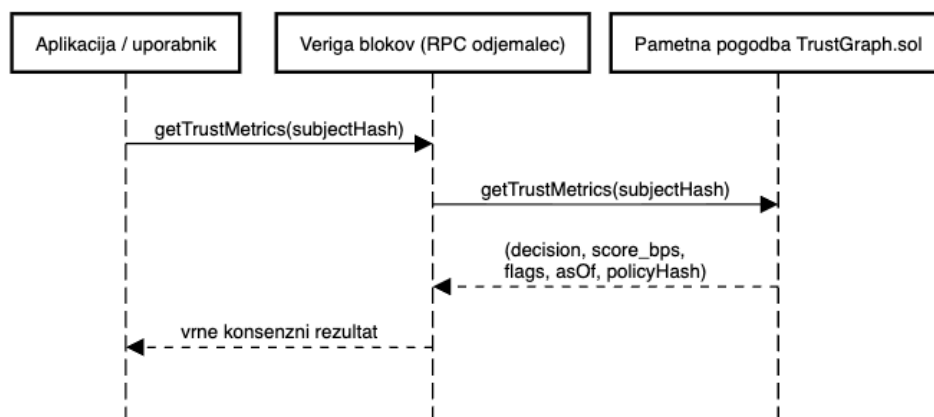 Aplikacija / uporabnik
Veriga blokov (RPC odjemalec)
Pametna pogodba TrustGraph.sol
getTrustMetrics(subjectHash)
getTrustMetrics(subjectHash)
(decision, score_bps,
flags, asOf, policyHash)
vrne konsenzni rezultat